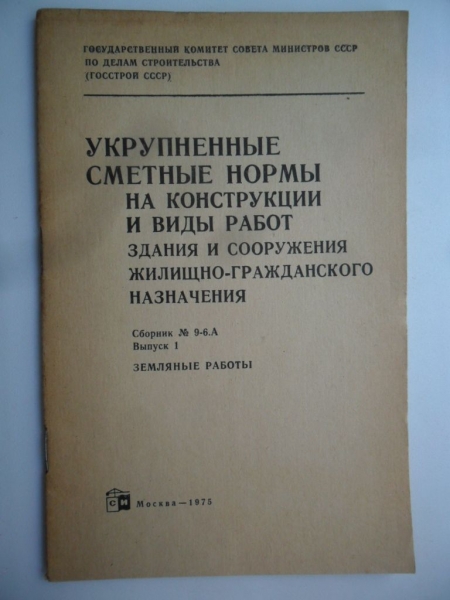 ГОСУДАРСТВЕННЫЙ КОМИТЕТ СОВЕТА МИНИСТРОВ СССР
ПО ДЕЛАМ СТРОИТЕЛЬСТВА
(ГОССТРОЙ СССР)
УКРУПНЕННЫЕ
СМЕТНЫЕ НОРМЫ
НА КОНСТРУКЦИИ
И ВИДЫ РАБОТ
ЗДАНИЯ И СООРУЖЕНИЯ
ЖИЛИЩНО-ГРАЖДАНСКОГО
НАЗНАЧЕНИЯ
Сборник № 9-6.А
Выпуск 1
ЗЕМЛЯНЫЕ РАБОТЫ
СИ
Москва—1975